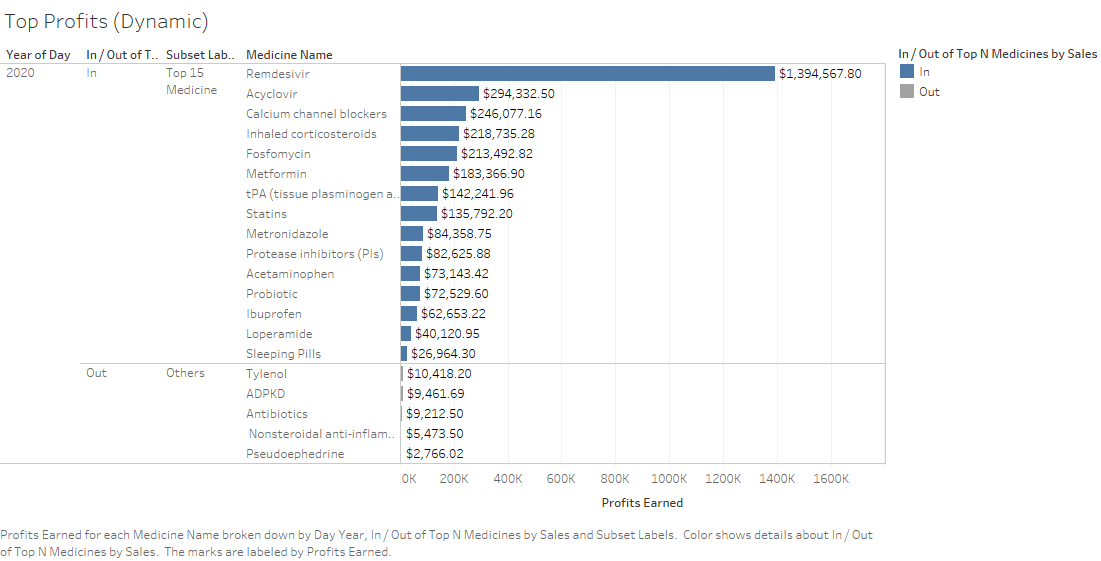 Top Profits (Dynamic)
Year of Day In / Out of T.. Subset Lab.. Medicine Name
2020 In Top 15 Medicine Remdesivir $1,394,567.80
Acyclovir $294,332.50
Calcium channel blockers $246,077.16
Inhaled corticosteroids $218,735.28
Fosfomycin $213,492.82
Metformin $183,366.90
tPA (tissue plasminogen a.. $142,241.96
Statins $135,792.20
Metronidazole $84,358.75
Protease inhibitors (PIs) $82,625.88
Acetaminophen $73,143.42
Probiotic $72,529.60
Ibuprofen $62,653.22
Loperamide $40,120.95
Sleeping Pills $26,964.30
Out Others Tylenol $10,418.20
ADPKD $9,461.69
Antibiotics $9,212.50
Nonsteroidal anti-inflam.. $5,473.50
Pseudoephedrine $2,766.02
0K 200K 400K 600K 800K 1000K 1200K 1400K 1600K
Profits Earned
In / Out of Top N Medicines by Sales
In
Out
Profits Earned for each Medicine Name broken down by Day Year, In / Out of Top N Medicines by Sales and Subset Labels. Color shows details about In / Out
of Top N Medicines by Sales. The marks are labeled by Profits Earned.